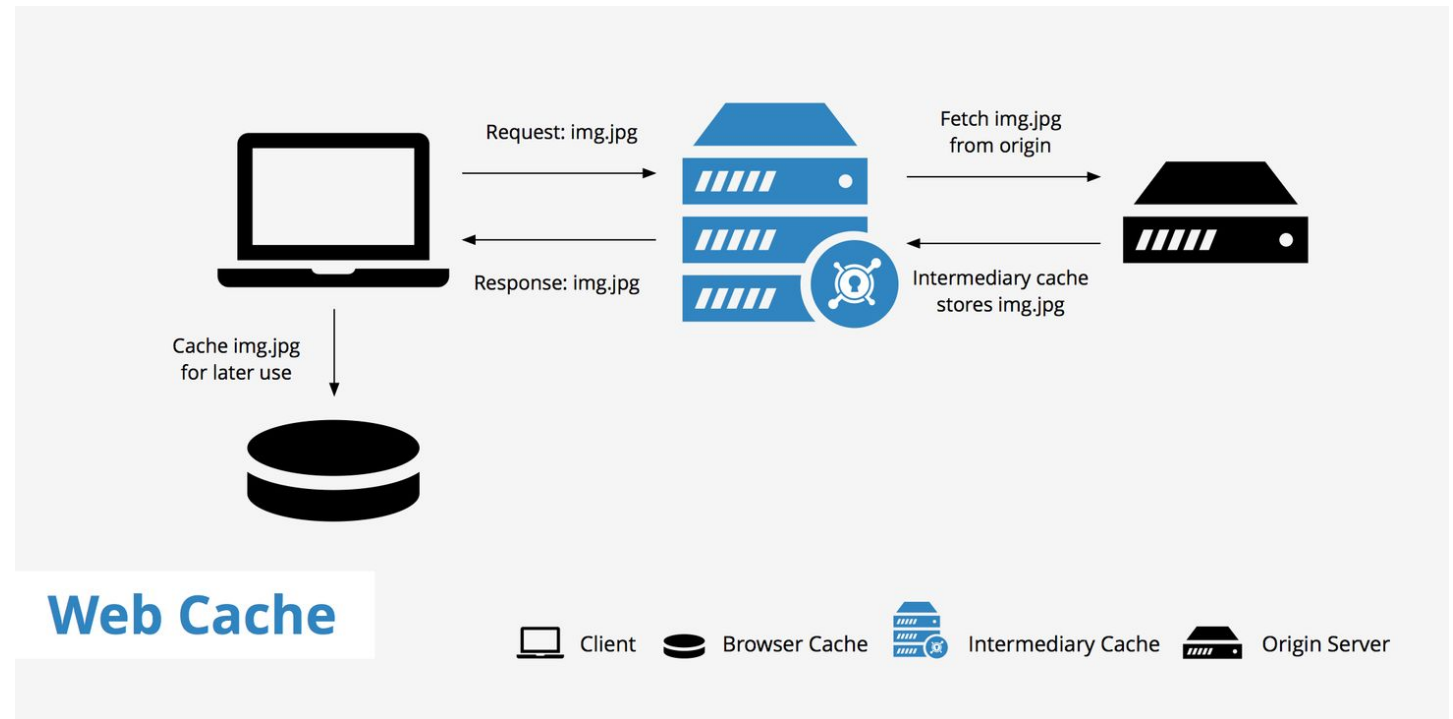 Request: img.jpg
Fetch img.jpg
from origin
Response: img.jpg
Intermediary cache
stores img.jpg
Cache img.jpg
for later use
Web Cache
Client
Browser Cache
Intermediary Cache
Origin Server